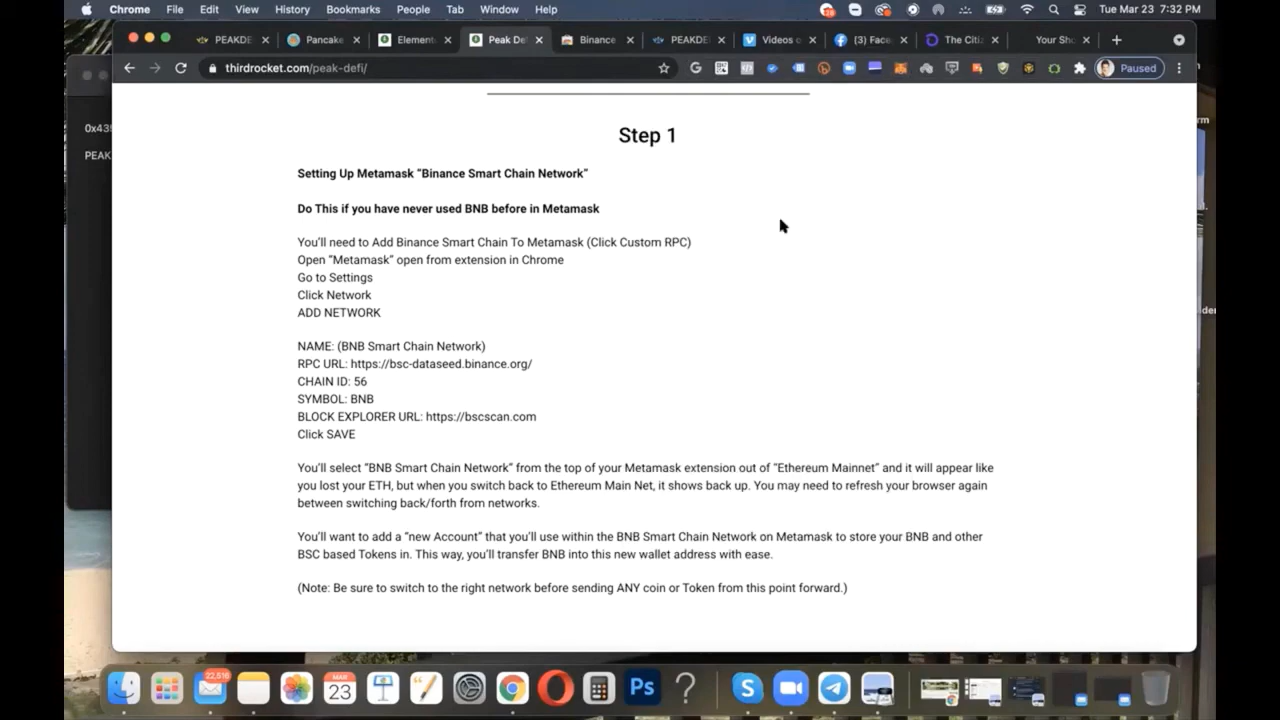 Chrome File Edit View History Bookmarks People Tab Window Help Tue Mar 23 7:32 PM
PEAKDE Pancake Element Peak De Binance PEAKDE Videos o (3) Face The Citi Your Sho
thirdrocket.com/peak-defi/ Paused
rm
0x43
PEAK
Step 1
Setting Up Metamask “Binance Smart Chain Network”
Do This if you have never used BNB before in Metamask
You’ll need to Add Binance Smart Chain To Metamask (Click Custom RPC)
Open “Metamask” open from extension in Chrome
Go to Settings
Click Network
ADD NETWORK
lder
NAME: (BNB Smart Chain Network)
RPC URL: https://bsc-dataseed.binance.org/
CHAIN ID: 56
SYMBOL: BNB
BLOCK EXPLORER URL: https://bscscan.com
Click SAVE
You’ll select “BNB Smart Chain Network” from the top of your Metamask extension out of “Ethereum Mainnet” and it will appear like
you lost your ETH, but when you switch back to Ethereum Main Net, it shows back up. You may need to refresh your browser again
between switching back/forth from networks.
You’ll want to add a “new Account” that you’ll use within the BNB Smart Chain Network on Metamask to store your BNB and other
BSC based Tokens in. This way, you’ll transfer BNB into this new wallet address with ease.
(Note: Be sure to switch to the right network before sending ANY coin or Token from this point forward.)
22,516
MAR
23
Ps